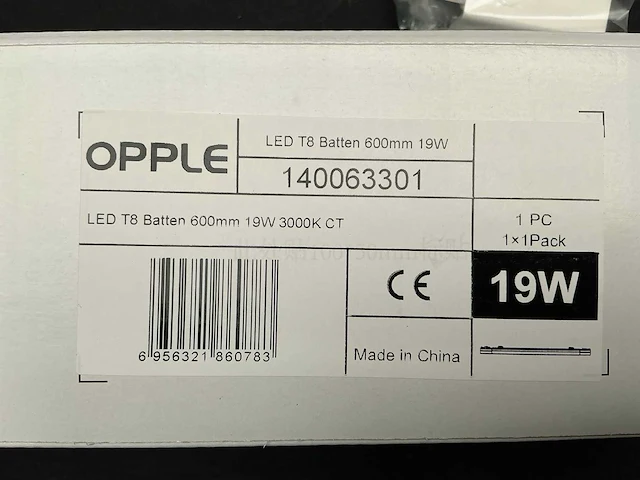 OPPLE
LED T8 Batten 600mm 19W
140063301
LED T8 Batten 600mm 19W 3000K CT
1 PC
1×1Pack
CE
19W
6 956321 860783
Made in China